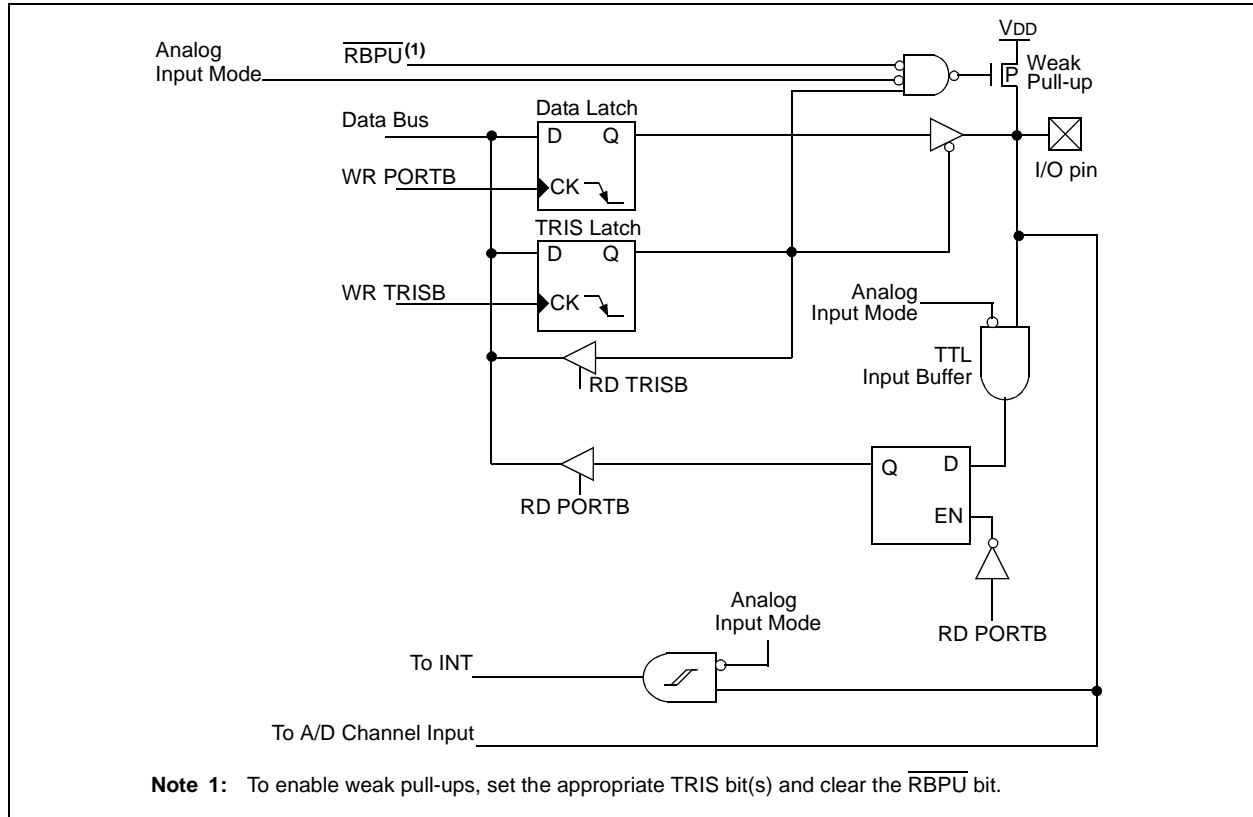 VDD
Analog
Input Mode
RBPU(1)
P
Weak
Pull-up
Data Bus
Data Latch
D Q
WR PORTB
CK
I/O pin
TRIS Latch
D Q
WR TRISB
CK
Analog
Input Mode
TTL
Input Buffer
RD TRISB
Q D
EN
RD PORTB
RD PORTB
Analog
Input Mode
To INT
To A/D Channel Input
Note 1: To enable weak pull-ups, set the appropriate TRIS bit(s) and clear the RBPU bit.